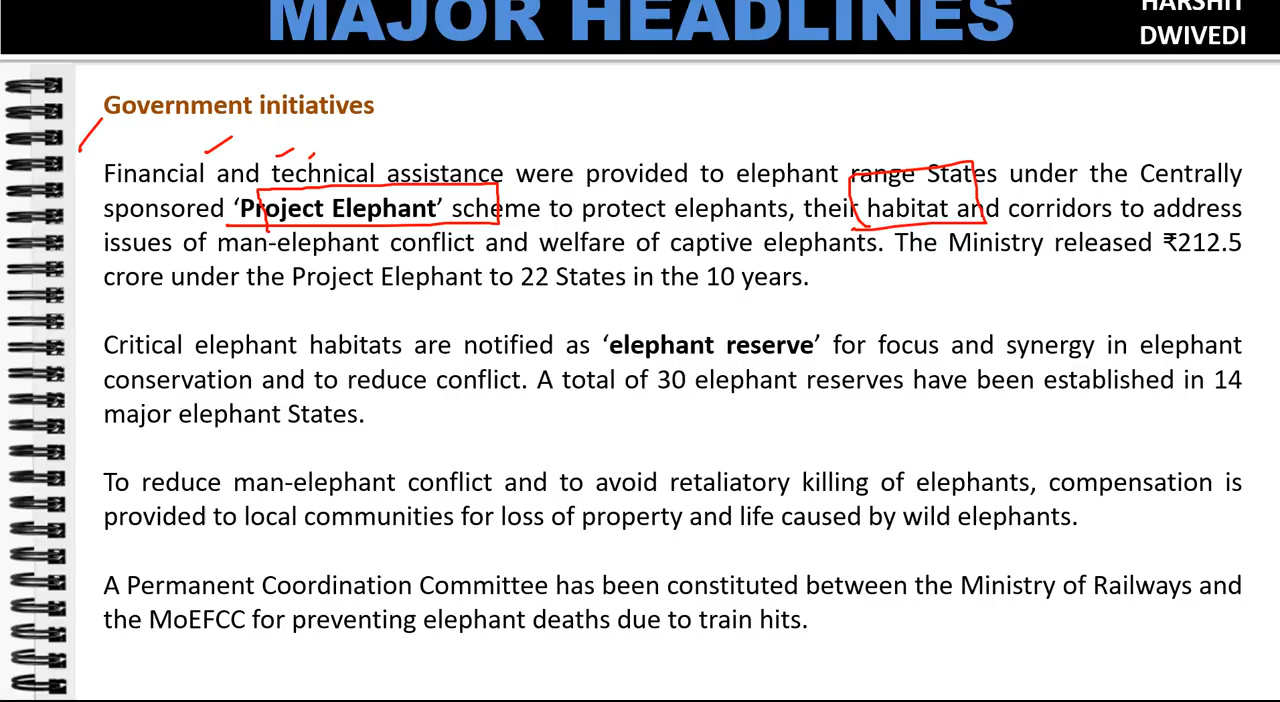 MAJOR HEADLINES
HARSHIT
DWIVEDI
Government initiatives
Financial and technical assistance were provided to elephant range States under the Centrally
sponsored ‘Project Elephant’ scheme to protect elephants, their habitat and corridors to address
issues of man-elephant conflict and welfare of captive elephants. The Ministry released ₹212.5
crore under the Project Elephant to 22 States in the 10 years.
Critical elephant habitats are notified as ‘elephant reserve’ for focus and synergy in elephant
conservation and to reduce conflict. A total of 30 elephant reserves have been established in 14
major elephant States.
To reduce man-elephant conflict and to avoid retaliatory killing of elephants, compensation is
provided to local communities for loss of property and life caused by wild elephants.
A Permanent Coordination Committee has been constituted between the Ministry of Railways and
the MoEFCC for preventing elephant deaths due to train hits.